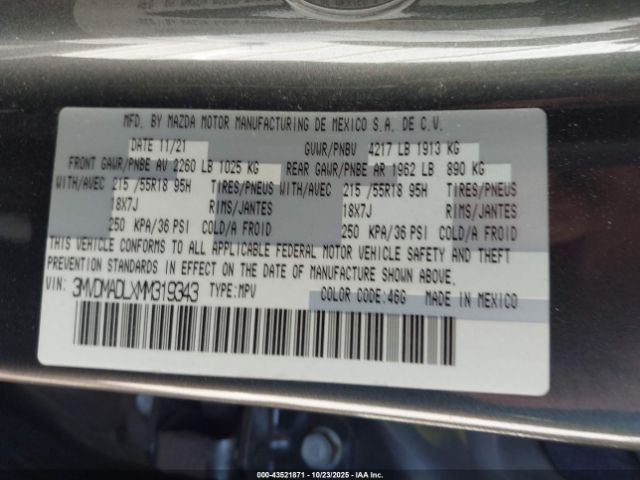 MFD. BY MAZDA MOTOR MANUFACTURING DE MEXICO S.A. DE C.V.
DATE 11/21 GVWR/PNBV 4217 LB 1913 KG
FRONT GAWR/PNBE AV 2260 LB 1025 KG REAR GAWR/PNBE AR 1962 LB 890 KG
WITH/AVEC 215 /55R18 95H TIRES/PNEUS WITH/AVEC 215 /55R18 95H TIRES/PNEUS
18X7J RIMS/JANTES 18X7J RIMS/JANTES
250 KPA/36 PSI COLD/A FROID 250 KPA/36 PSI COLD/A FROID
THIS VEHICLE CONFORMS TO ALL APPLICABLE FEDERAL MOTOR VEHICLE SAFETY AND THEFT
PREVENTION STANDARDS IN EFFECT ON THE DATE OF MANUFACTURE SHOWN ABOVE.
VIN: 3MVDMADLXMM319343 TYPE:MPV COLOR CODE:46G MADE IN MEXICO
000-43521871 - 10/23/2025 - IAA Inc.